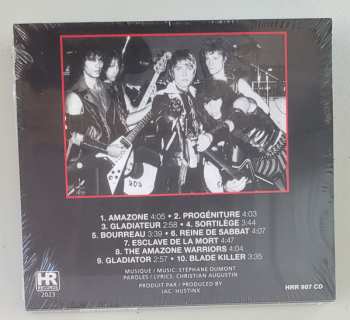 1. AMAZONE 4:05 • 2. PROGÉNITURE 4:03
3. GLADIATEUR 2:58 • 4. SORTILÈGE 3:44
5. BOURREAU 3:39 • 6. REINE DE SABBAT 4:07
7. ESCLAVE DE LA MORT 4:47
8. THE AMAZONE WARRIORS 4:04
9. GLADIATOR 2:57 • 10. BLADE KILLER 3:35
MUSIQUE / MUSIC: STÉPHANE DUMONT
PAROLES / LYRICS: CHRISTIAN AUGUSTIN
PRODUIT PAR / PRODUCED BY
JAC. HUSTINX
HR
RECORDS
2023
HRR 907 CD